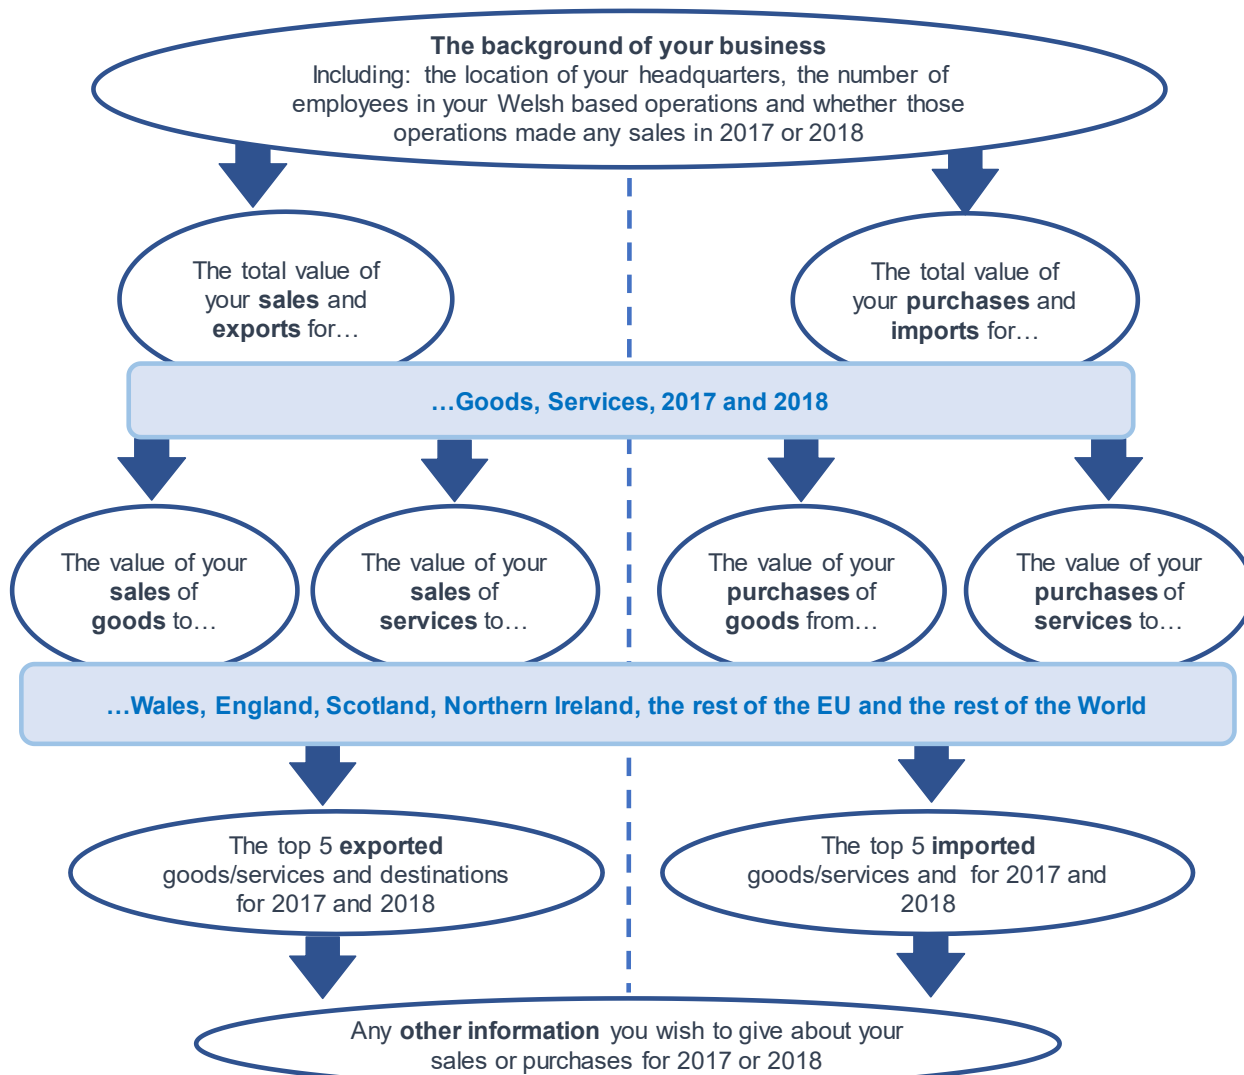 The background of your business
Including:  the location of your headquarters, the number of
employees in your Welsh based operations and whether those
operations made any sales in 2017 or 2018
The total value of
your sales and
exports for…
The total value of
your purchases and
imports for…
…Goods, Services, 2017 and 2018
The value of your
sales of
goods to…
The value of your
sales of
services to…
The value of your
purchases of
goods from…
The value of your
purchases of
services to…
…Wales, England, Scotland, Northern Ireland, the rest of the EU and the rest of the World
The top 5 exported
goods/services and destinations
for 2017 and 2018
The top 5 imported
goods/services and  for 2017 and
2018
Any other information you wish to give about your
sales or purchases for 2017 or 2018